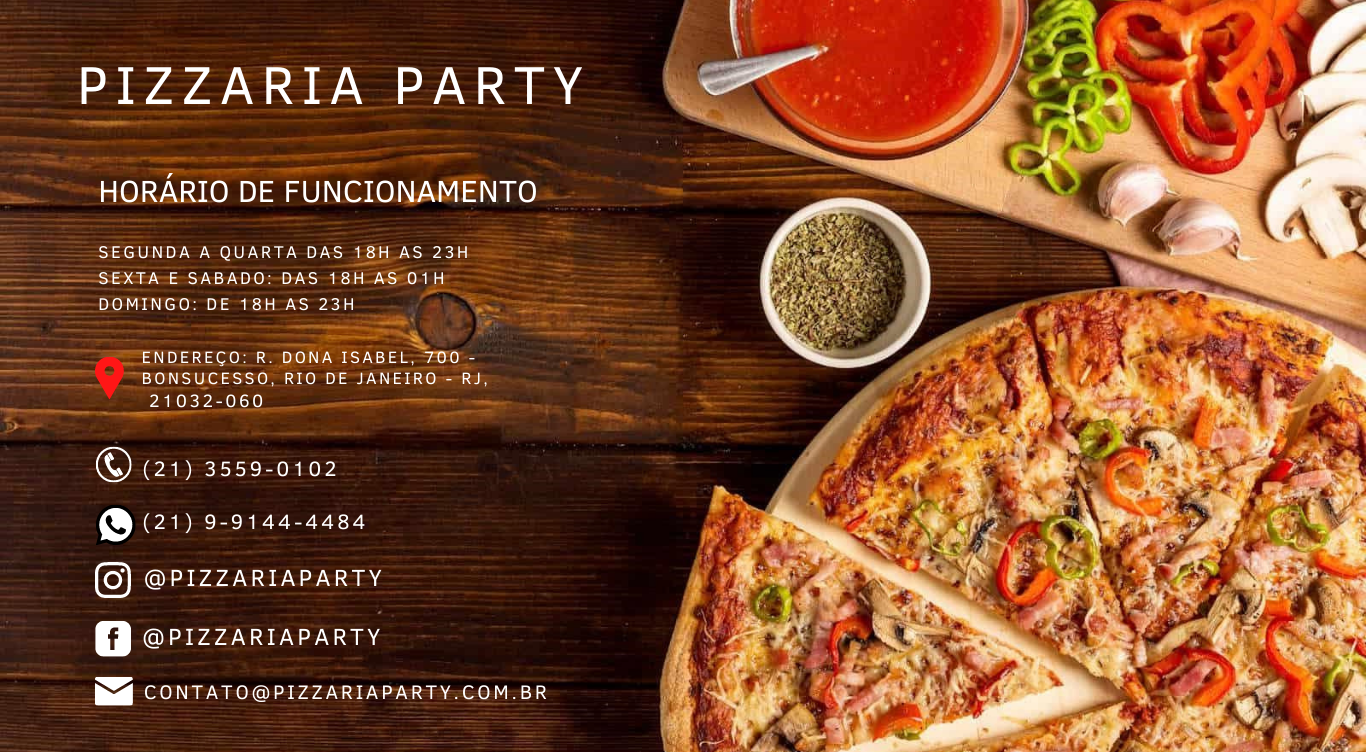 PIZZARIA PARTY
HORÁRIO DE FUNCIONAMENTO
SEGUNDA A QUARTA DAS 18H AS 23H
SEXTA E SABADO: DAS 18H AS 01H
DOMINGO: DE 18H AS 23H
ENDEREÇO: R. DONA ISABEL, 700 -
BONSUCESSO, RIO DE JANEIRO - RJ,
21032-060
(21) 3559-0102
(21) 9-9144-4484
@PIZZARIAPARTY
@PIZZARIAPARTY
CONTATO@PIZZARIAPARTY.COM.BR